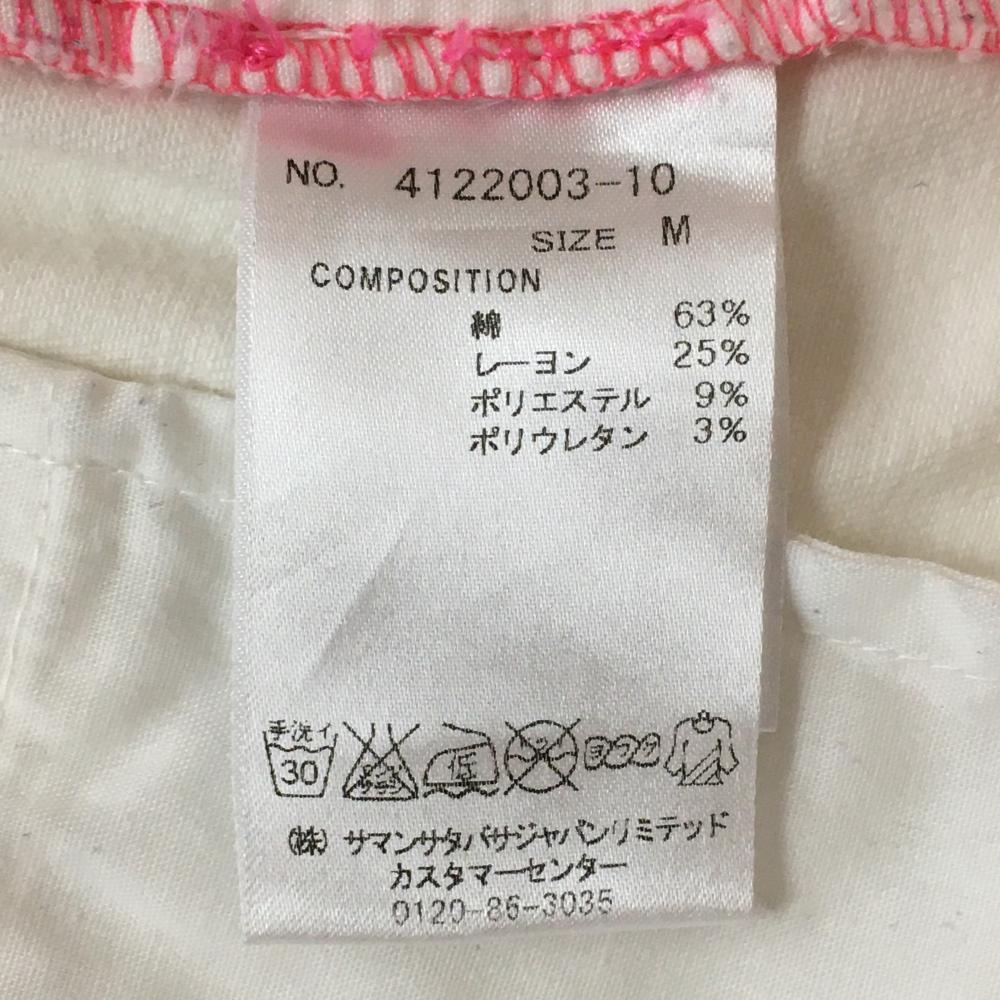 NO. 4122003-10
SIZE M
COMPOSITION
綿 63%
レーヨン 25%
ポリエステル 9%
ポリウレタン 3%
手洗イ
30
低
ヨワク
(株) サマンサタバサジャパンリミテッド
カスタマーセンター
0120-86-3035